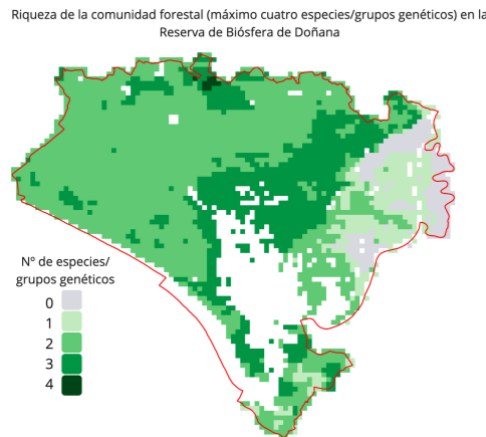 Riqueza de la comunidad forestal (máximo cuatro especies/grupos genéticos) en la
Reserva de Biósfera de Doñana
Nº de especies/
grupos genéticos
0
1
2
3
4